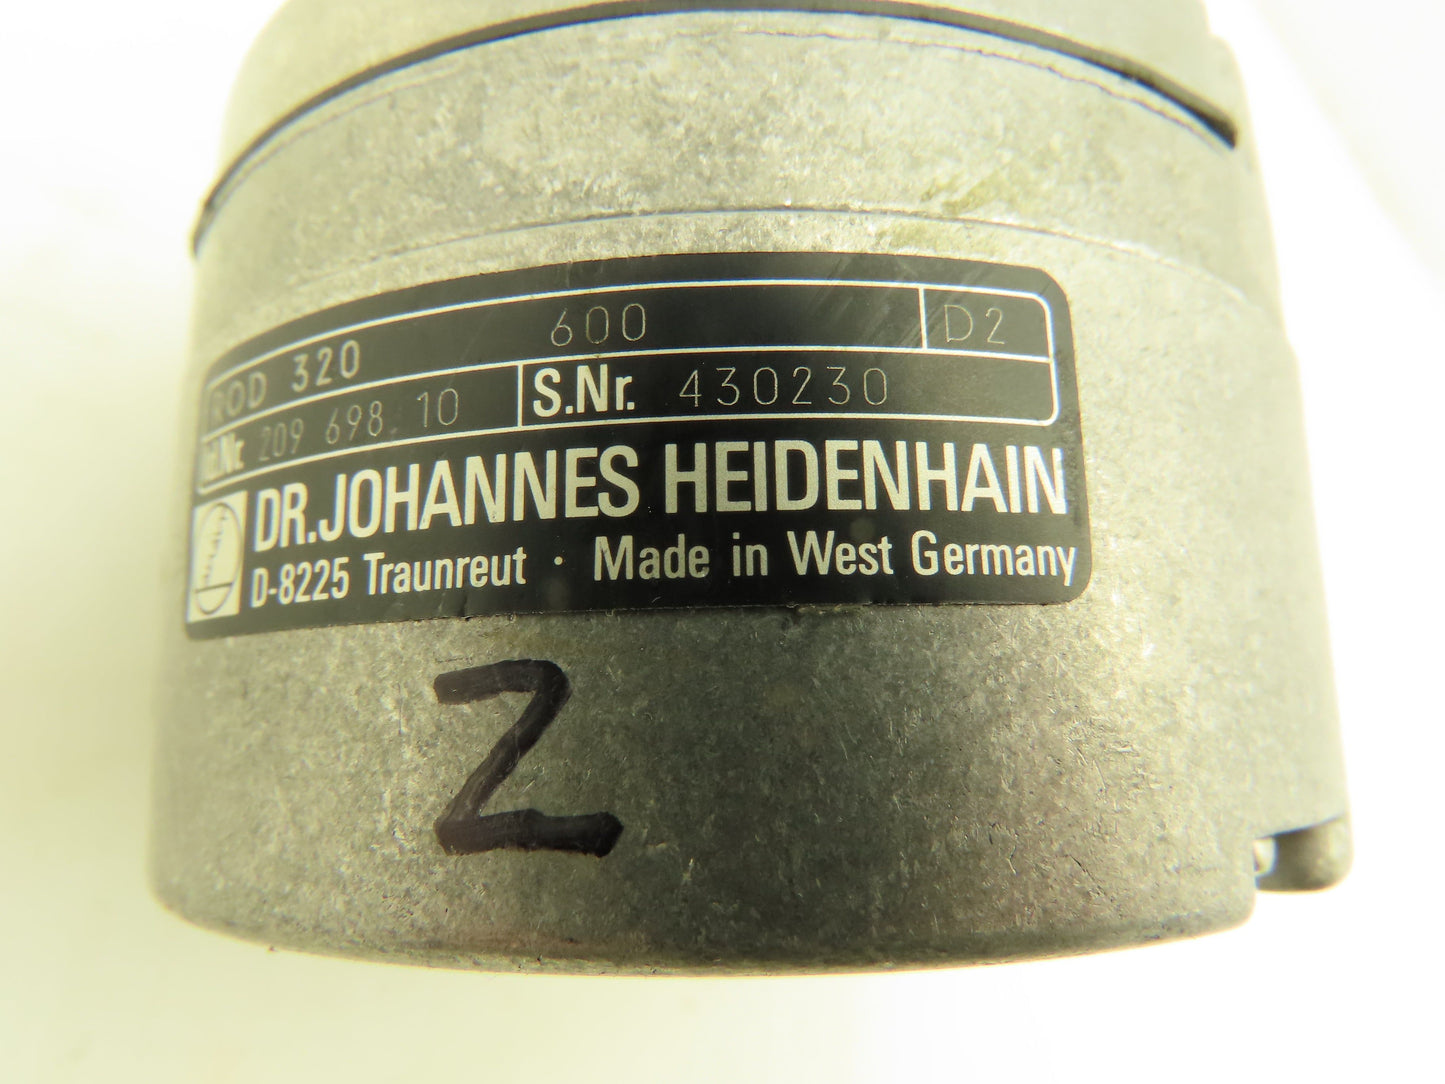 ROD 320 600 D2
Id.Nr. 209 698.10 S.Nr. 430230
DR.JOHANNES HEIDENHAIN
D-8225 Traunreut · Made in West Germany
Z